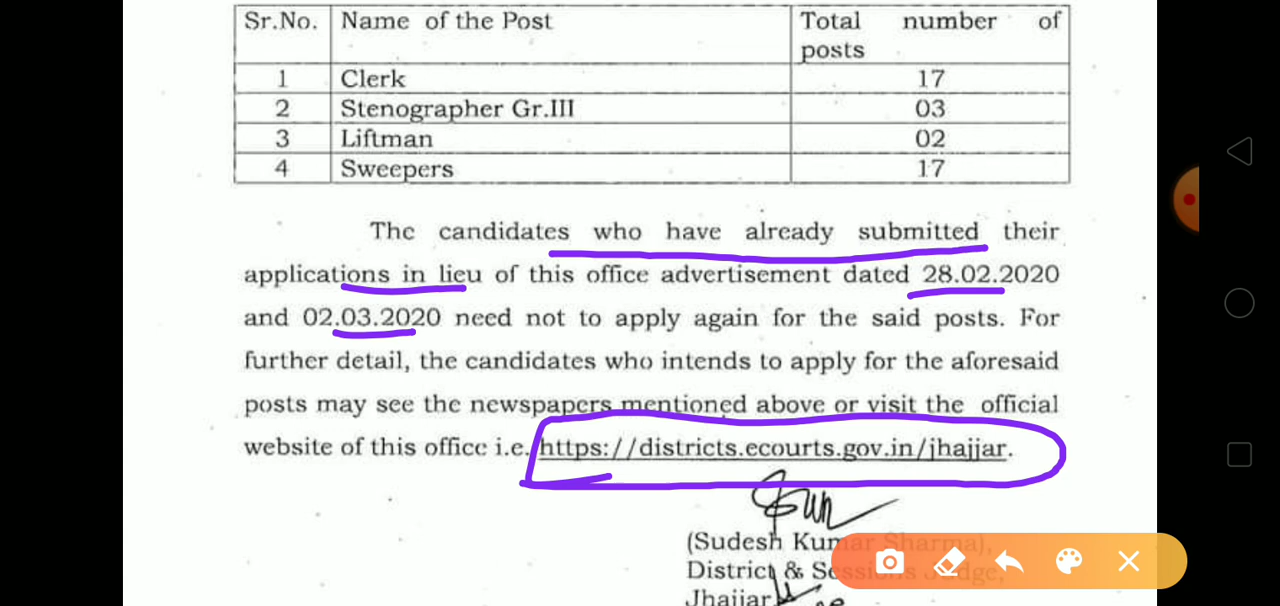 Sr.No. Name of the Post Total number of
posts
1 Clerk 17
2 Stenographer Gr.III 03
3 Liftman 02
4 Sweepers 17
The candidates who have already submitted their
applications in lieu of this office advertisement dated 28.02.2020
and 02.03.2020 need not to apply again for the said posts. For
further detail, the candidates who intends to apply for the aforesaid
posts may see the newspapers mentioned above or visit the official
website of this office i.e. https://districts.ecourts.gov.in/jhajjar.
(Sudesh Kumar Sharma),
District & Sessions Judge,
Jhajjar